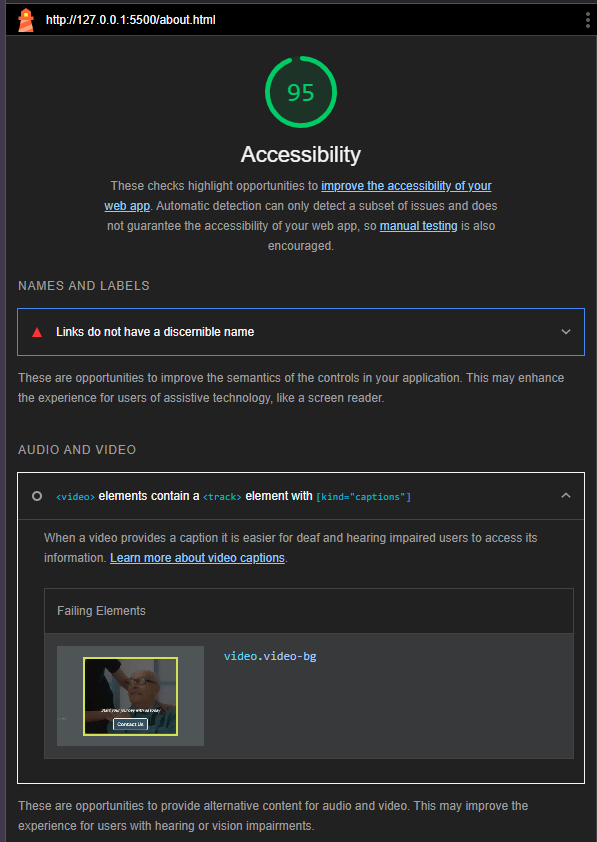 http://127.0.0.1:5500/about.html
95
Accessibility
These checks highlight opportunities to improve the accessibility of your
web app. Automatic detection can only detect a subset of issues and does
not guarantee the accessibility of your web app, so manual testing is also
encouraged.
NAMES AND LABELS
Links do not have a discernible name
These are opportunities to improve the semantics of the controls in your application. This may enhance
the experience for users of assistive technology, like a screen reader.
AUDIO AND VIDEO
<video> elements contain a <track> element with [kind="captions"]
When a video provides a caption it is easier for deaf and hearing impaired users to access its
information. Learn more about video captions.
Failing Elements
video.video-bg
Start your journey with us today
Contact Us
These are opportunities to provide alternative content for audio and video. This may improve the
experience for users with hearing or vision impairments.